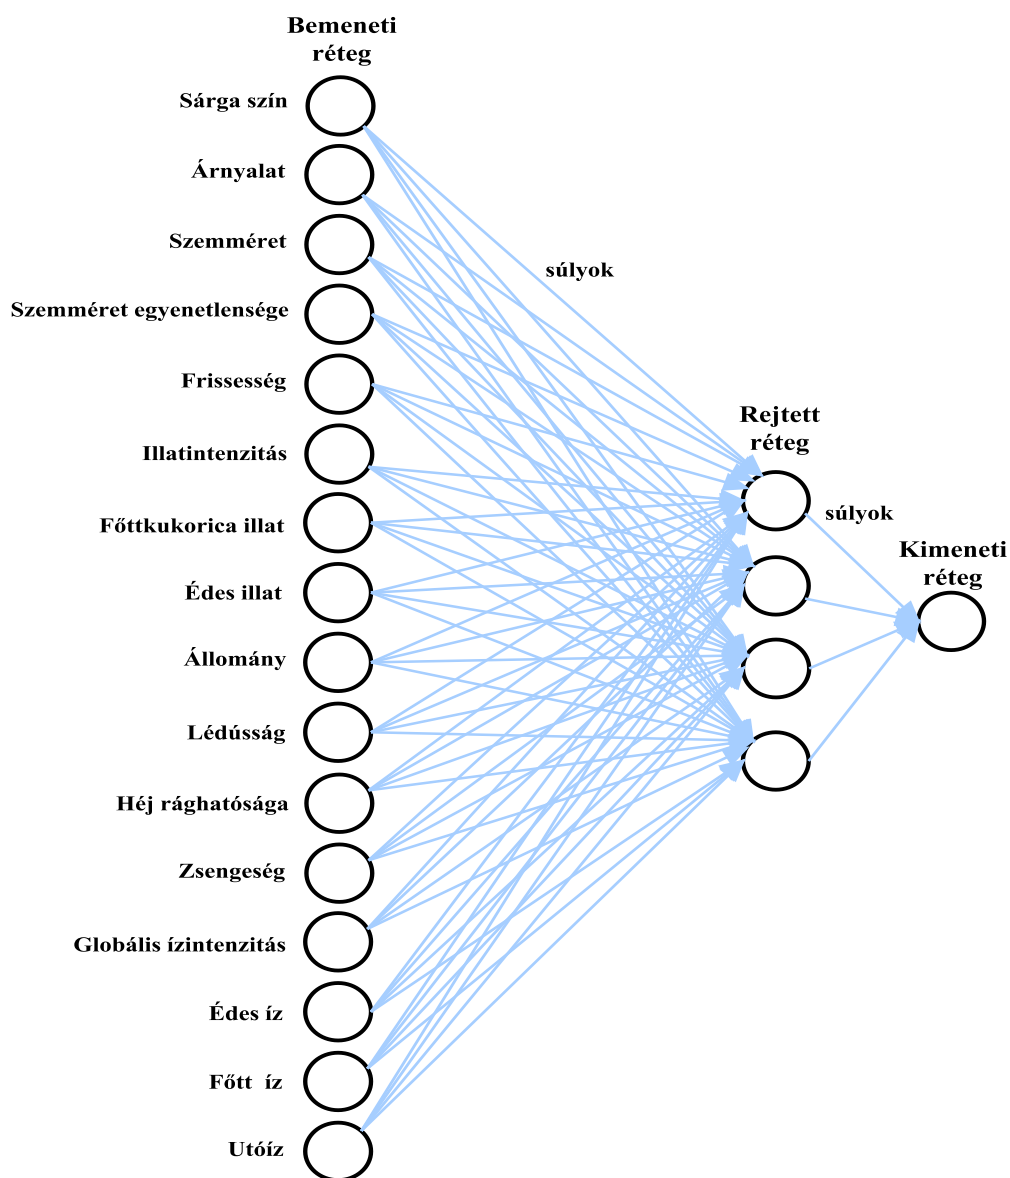 Bemeneti
réteg
Sárga szín
Árnyalat
Szemméret
súlyok
Szemméret egyenetlensége
Frissesség
Rejtett
réteg
Illatintenzitás
súlyok
Főttkukorica illat
Kimeneti
réteg
Édes illat
Állomány
Lédússág
Héj rághatósága
Zsengeség
Globális ízintenzitás
Édes íz
Főtt  íz
Utóíz